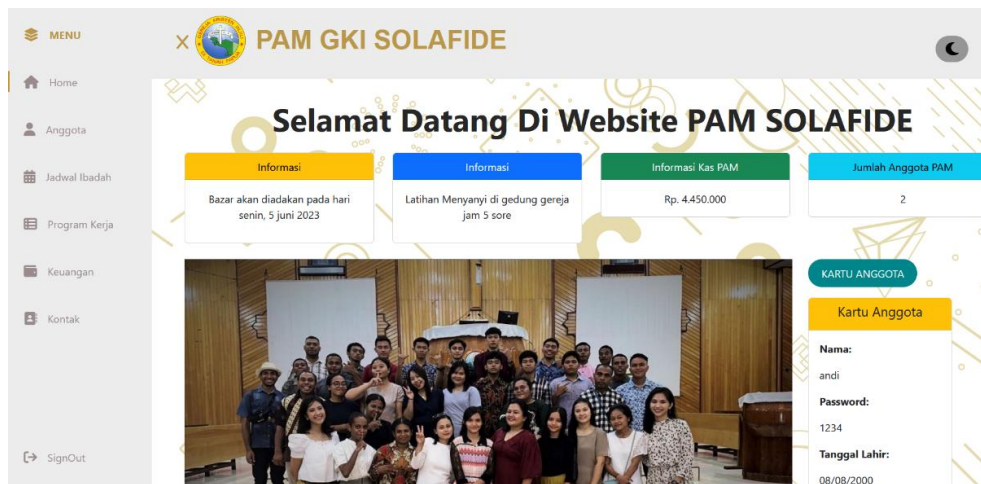 MENU
Home
Anggota
Jadwal Ibadah
Program Kerja
Keuangan
Kontak
SignOut
PAM GKI SOLAFIDE
Selamat Datang Di Website PAM SOLAFIDE
Informasi
Bazar akan diadakan pada hari
senin, 5 juni 2023
Informasi
Latihan Menyanyi di gedung gereja
jam 5 sore
Informasi Kas PAM
Rp. 4.450.000
Jumlah Anggota PAM
2
KARTU ANGGOTA
Kartu Anggota
Nama:
andi
Password:
1234
Tanggal Lahir:
08/08/2000